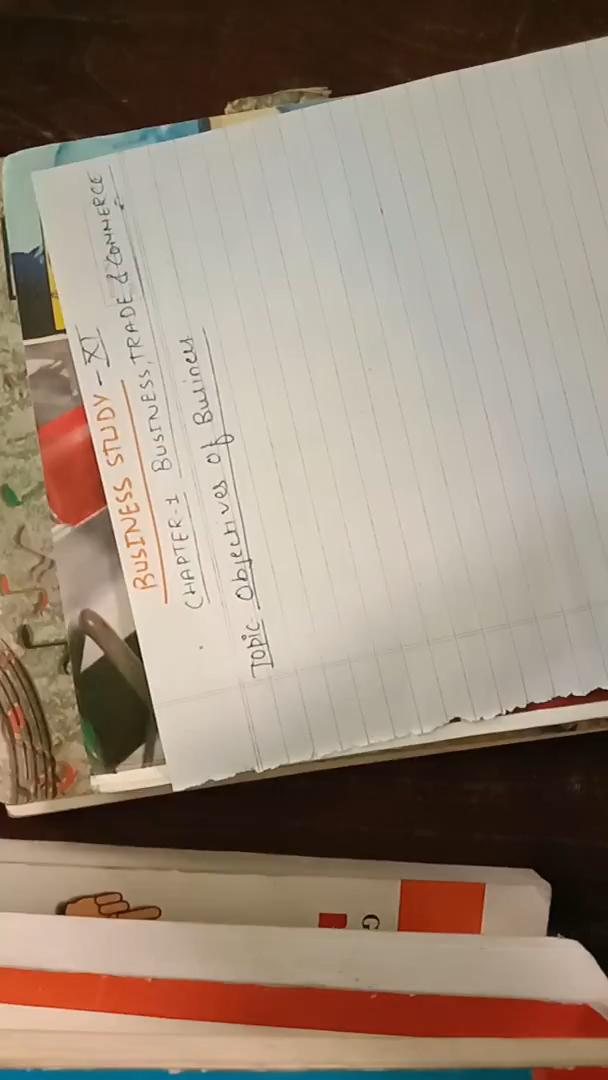 BUSINESS STUDY - XI
CHAPTER-1 BUSINESS, TRADE & COMMERCE
TOPIC Objectives of Business
G